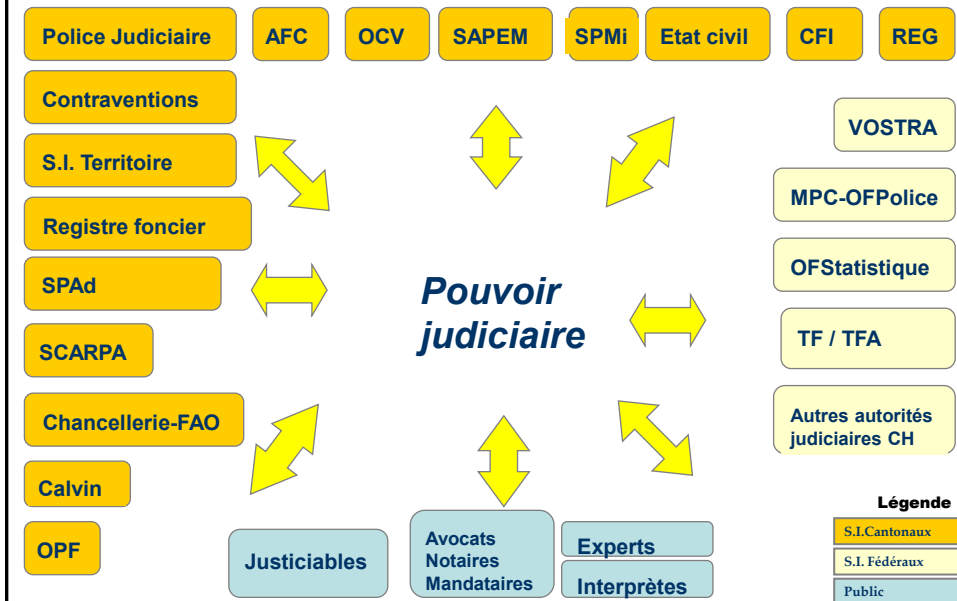 Police Judiciaire
AFC
OCV
SAPEM
SPMi
Etat civil
CFI
REG
Contraventions
S.I. Territoire
Registre foncier
SPAd
SCARPA
Chancellerie-FAO
Calvin
OPF
Pouvoir
judiciaire
VOSTRA
MPC-OFPolice
OFStatistique
TF / TFA
Autres autorités
judiciaires CH
Justiciables
Avocats
Notaires
Mandataires
Experts
Interprètes
Légende
S.I.Cantonaux
S.I. Fédéraux
Public